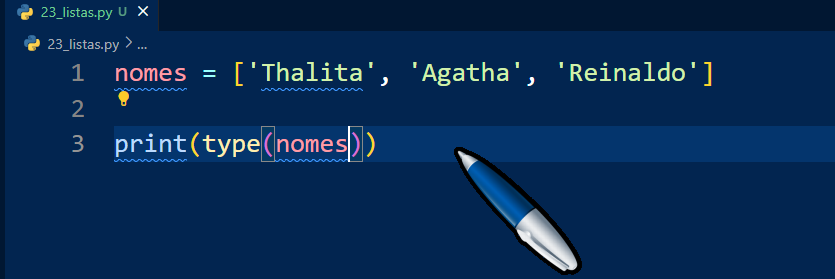 23_listas.py U ×
23_listas.py > ...
1 nomes = ['Thalita', 'Agatha', 'Reinaldo']
2
3 print(type(nomes))